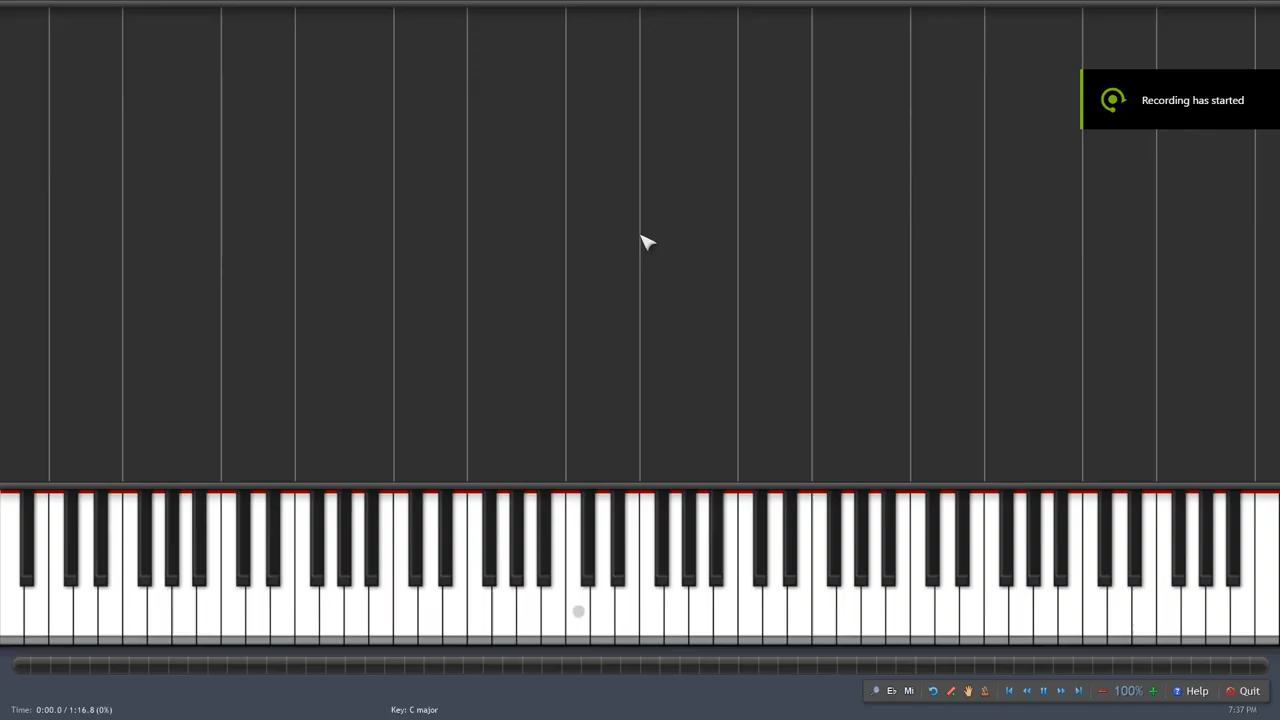 Recording has started
E♭ Mi 100% Help Quit
Time: 0:00.0 / 1:16.8 (0%) Key: C major 7:37 PM